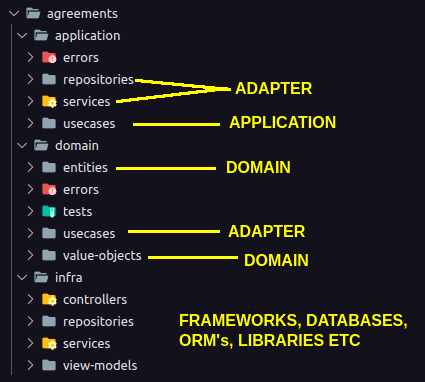 agreements
application
errors
repositories
services
ADAPTER
usecases
APPLICATION
domain
entities
DOMAIN
errors
tests
usecases
ADAPTER
value-objects
DOMAIN
infra
controllers
repositories
services
view-models
FRAMEWORKS, DATABASES,
ORM's, LIBRARIES ETC